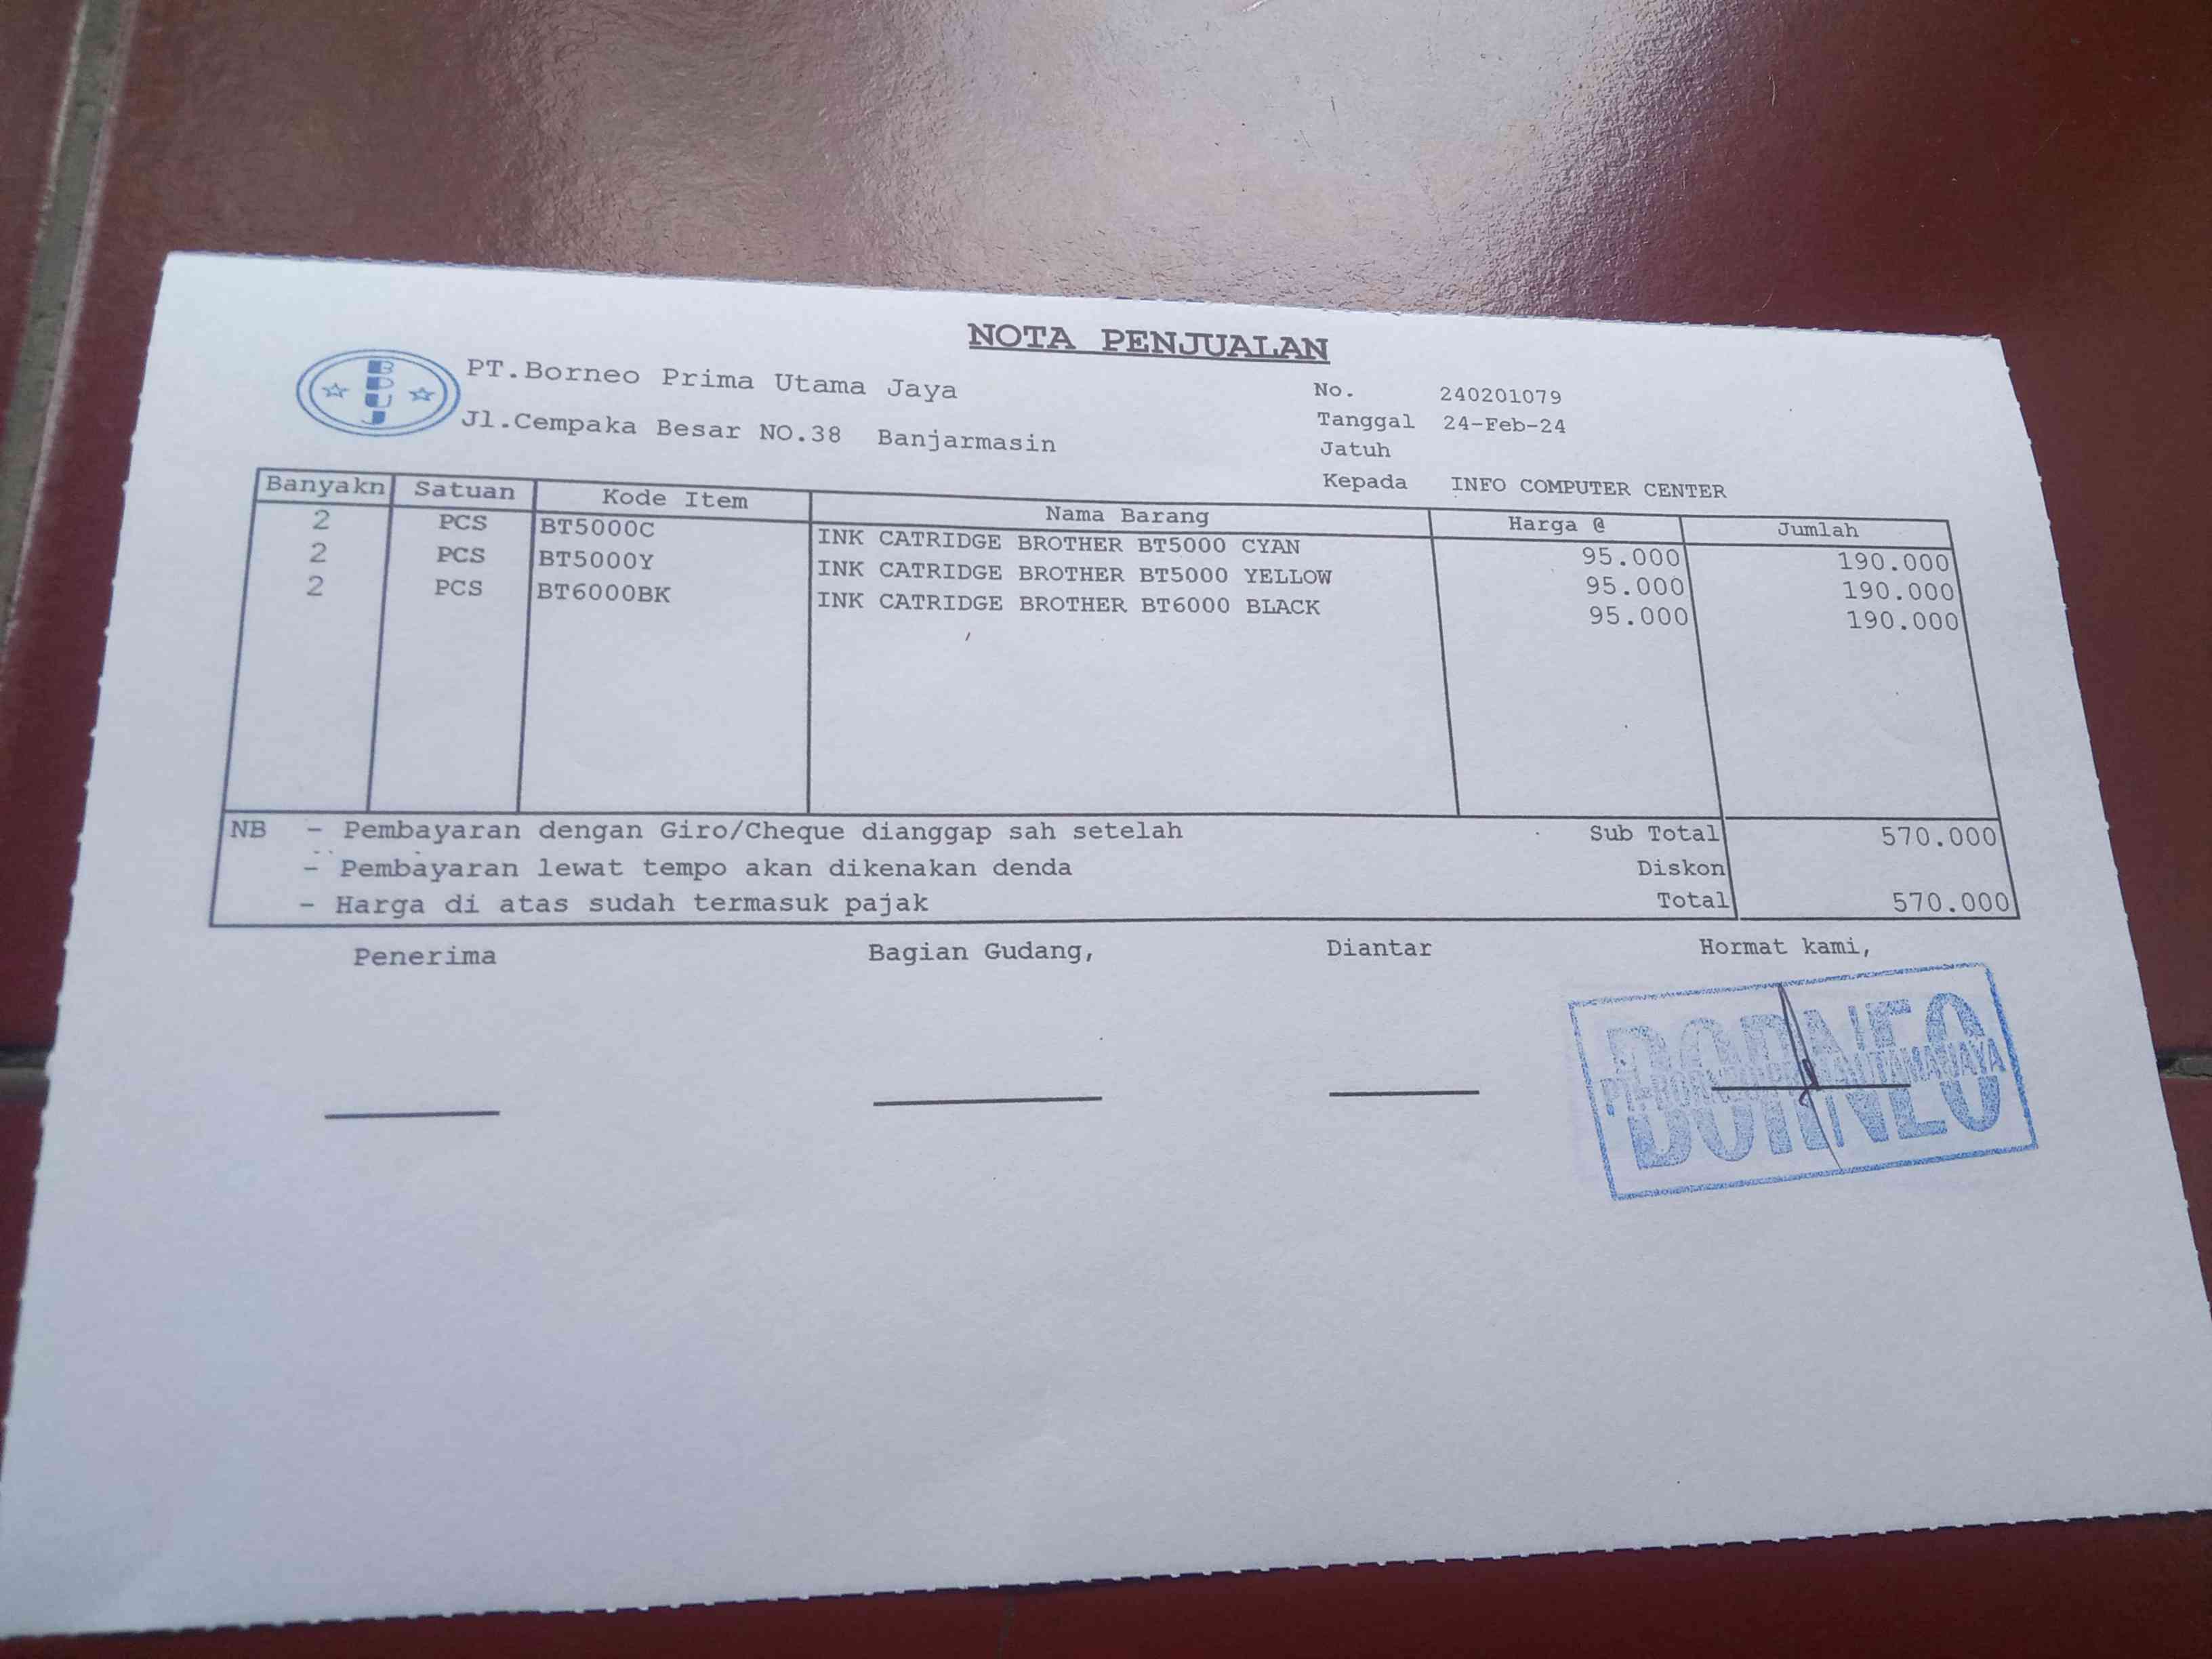 NOTA PENJUALAN
BPUJ
PT.Borneo Prima Utama Jaya
Jl.Cempaka Besar NO.38 Banjarmasin
No. 240201079
Tanggal 24-Feb-24
Jatuh
Kepada INFO COMPUTER CENTER
Banyakn Satuan Kode Item Nama Barang Harga @ Jumlah
2 PCS BT5000C INK CATRIDGE BROTHER BT5000 CYAN 95.000 190.000
2 PCS BT5000Y INK CATRIDGE BROTHER BT5000 YELLOW 95.000 190.000
2 PCS BT6000BK INK CATRIDGE BROTHER BT6000 BLACK 95.000 190.000
NB - Pembayaran dengan Giro/Cheque dianggap sah setelah Sub Total 570.000
- Pembayaran lewat tempo akan dikenakan denda Diskon
- Harga di atas sudah termasuk pajak Total 570.000
Penerima Bagian Gudang, Diantar Hormat kami,
BORNEO
UTAMA JAYA